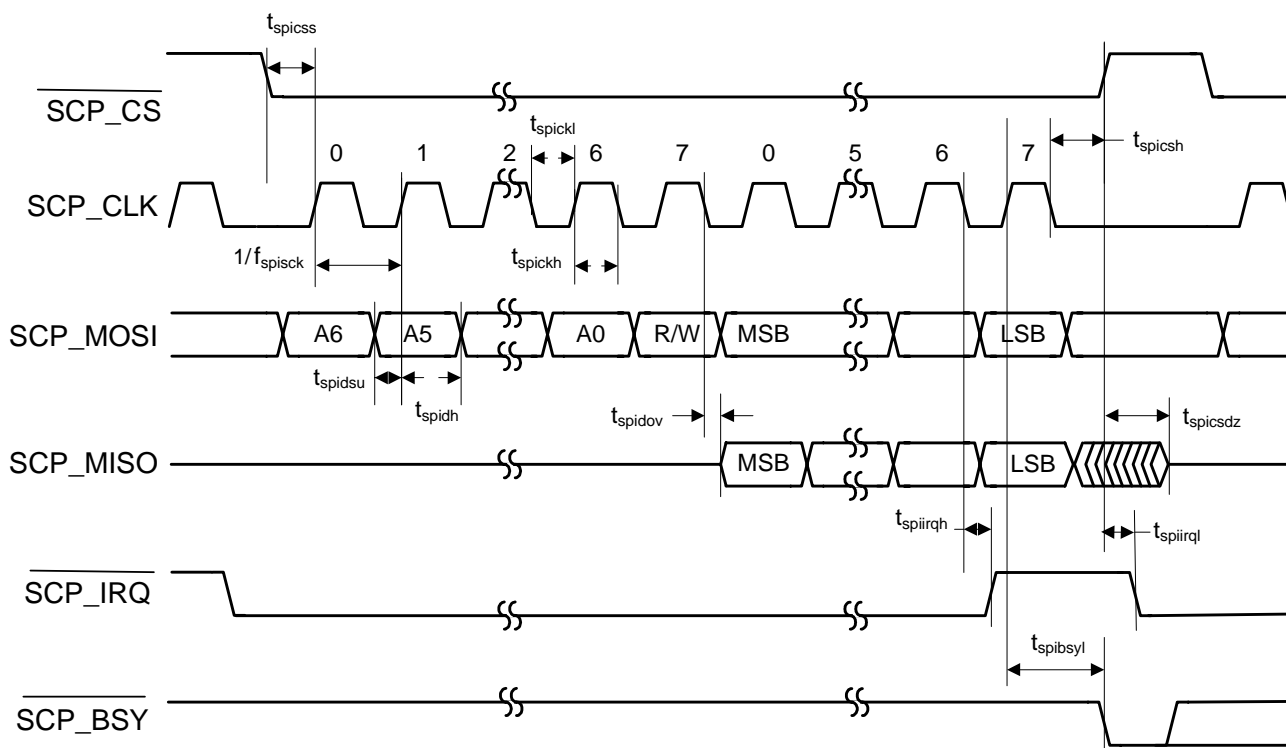 t_spicss
SCP_CS
t_spickl
t_spicsh
0 1 2 6 7 0 5 6 7
SCP_CLK
1/f_spisck
t_spickh
SCP_MOSI
A6 A5 A0 R/W MSB LSB
t_spidsu
t_spidh
t_spidov
t_spicsdz
SCP_MISO
MSB LSB
t_spiirqh
t_spiirql
SCP_IRQ
t_spibsyl
SCP_BSY